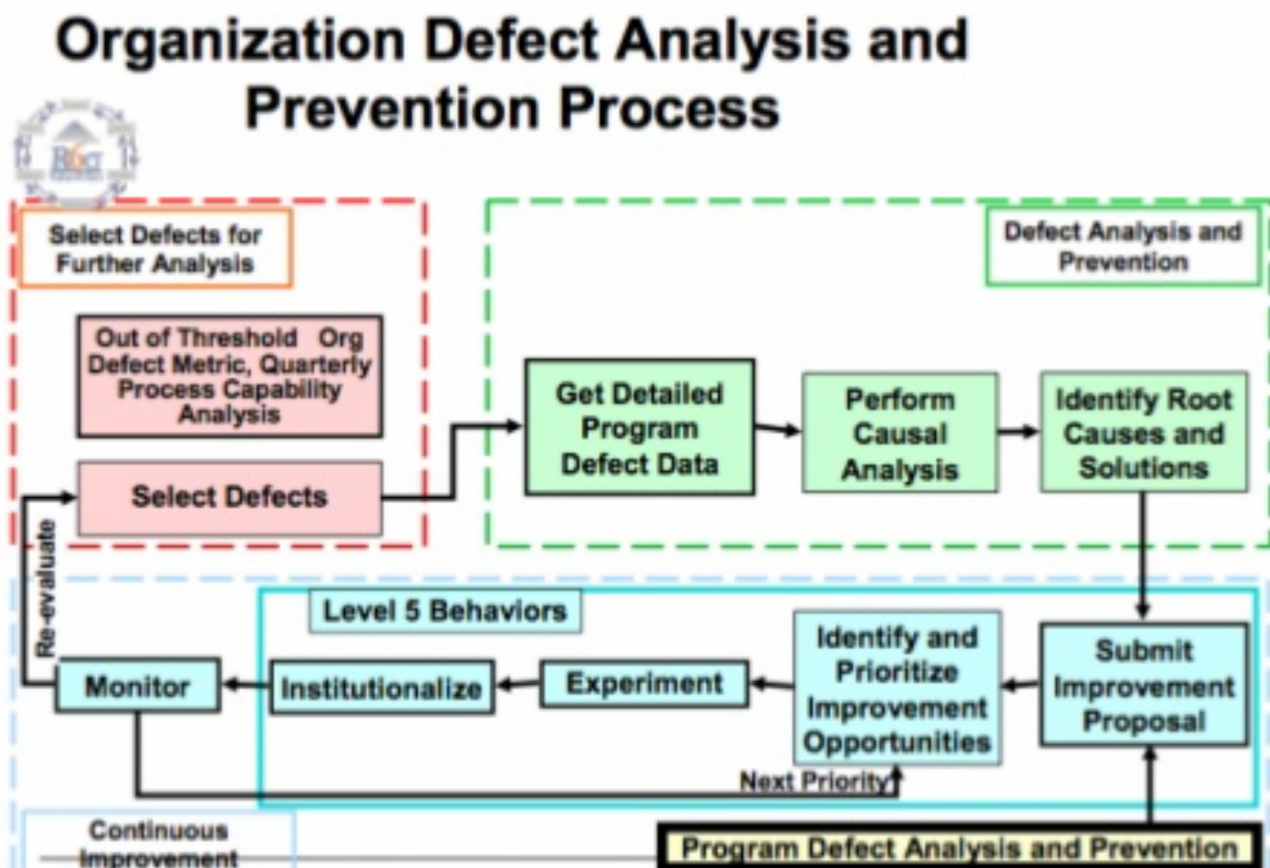 Organization Defect Analysis and
Prevention Process
Select Defects for
Further Analysis
Defect Analysis and
Prevention
Out of Threshold Org
Defect Metric, Quarterly
Process Capability
Analysis
Select Defects
Get Detailed
Program
Defect Data
Perform
Causal
Analysis
Identify Root
Causes and
Solutions
Re-evaluate
Level 5 Behaviors
Monitor
Institutionalize
Experiment
Identify and
Prioritize
Improvement
Opportunities
Submit
Improvement
Proposal
Next Priority
Continuous
Improvement
Program Defect Analysis and Prevention